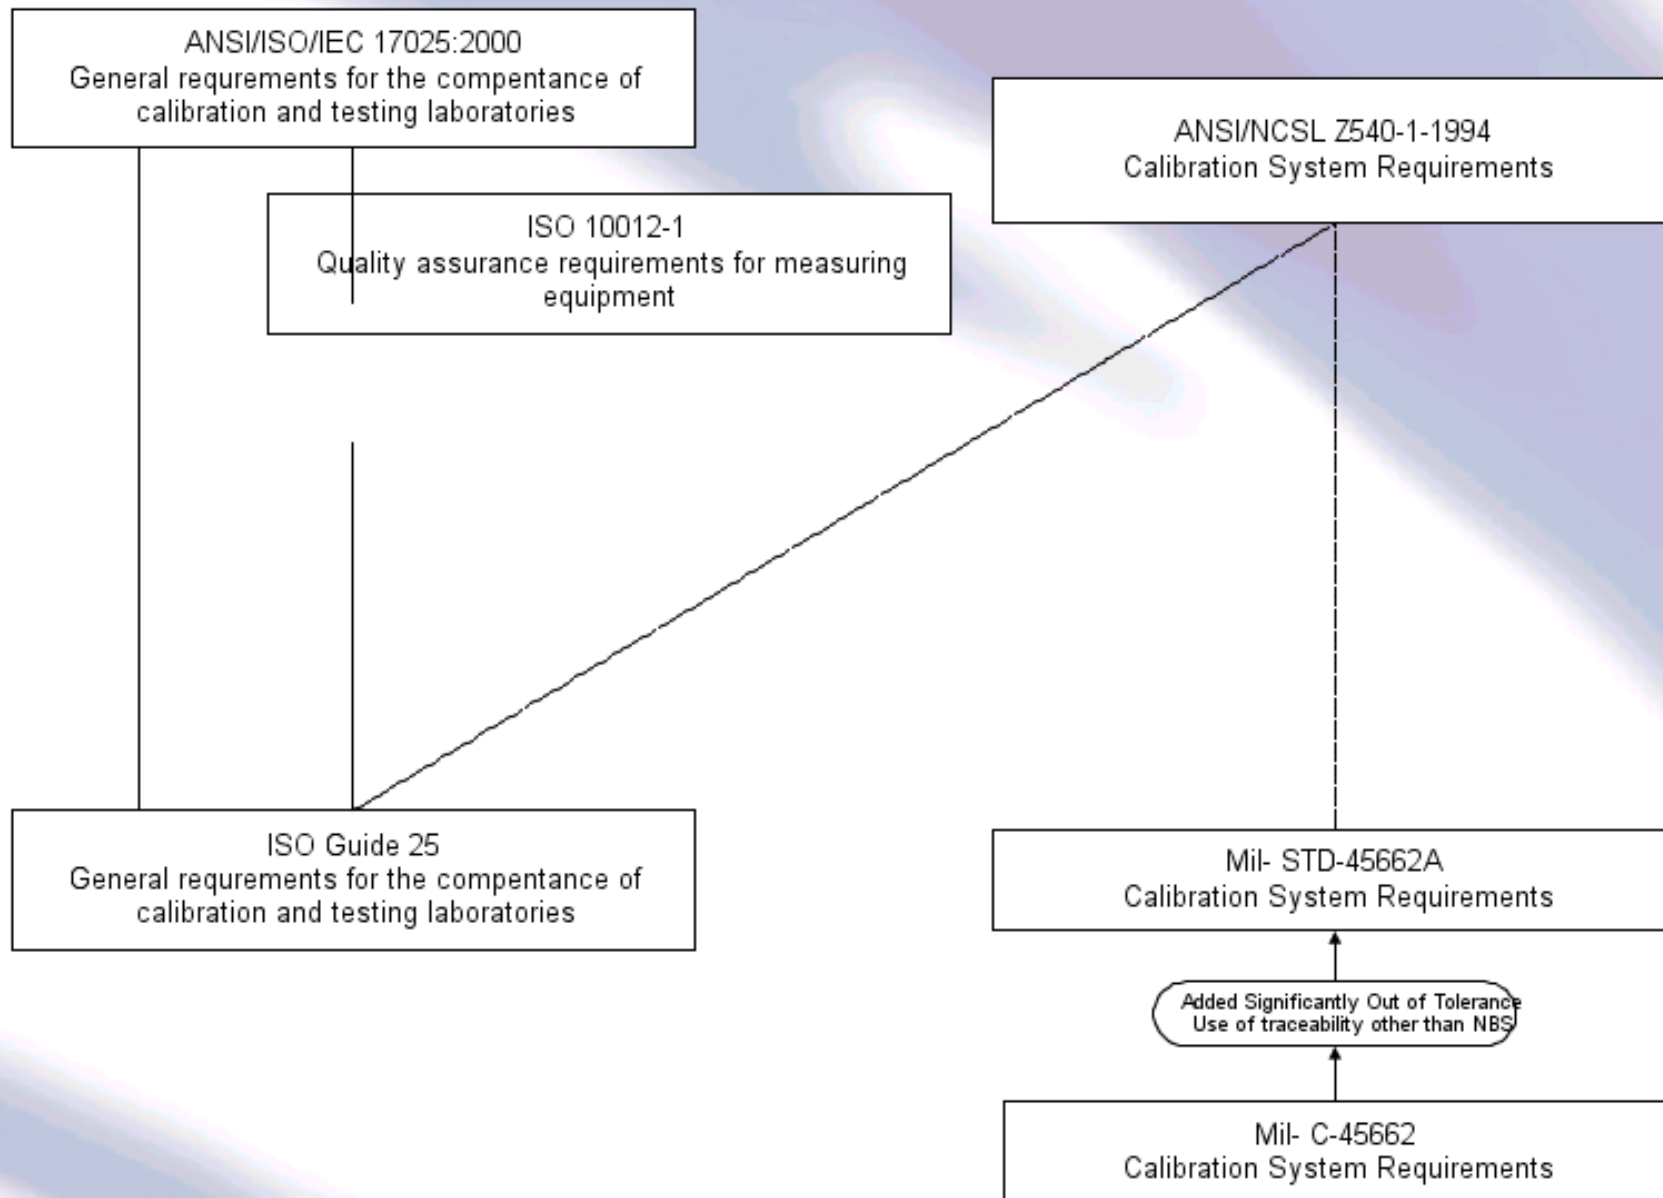 ANSI/ISO/IEC 17025:2000
General requrements for the compentance of
calibration and testing laboratories
ANSI/NCSL Z540-1-1994
Calibration System Requirements
ISO 10012-1
Quality assurance requirements for measuring
equipment
ISO Guide 25
General requrements for the compentance of
calibration and testing laboratories
Mil- STD-45662A
Calibration System Requirements
Added Significantly Out of Tolerance
Use of traceability other than NBS
Mil- C-45662
Calibration System Requirements